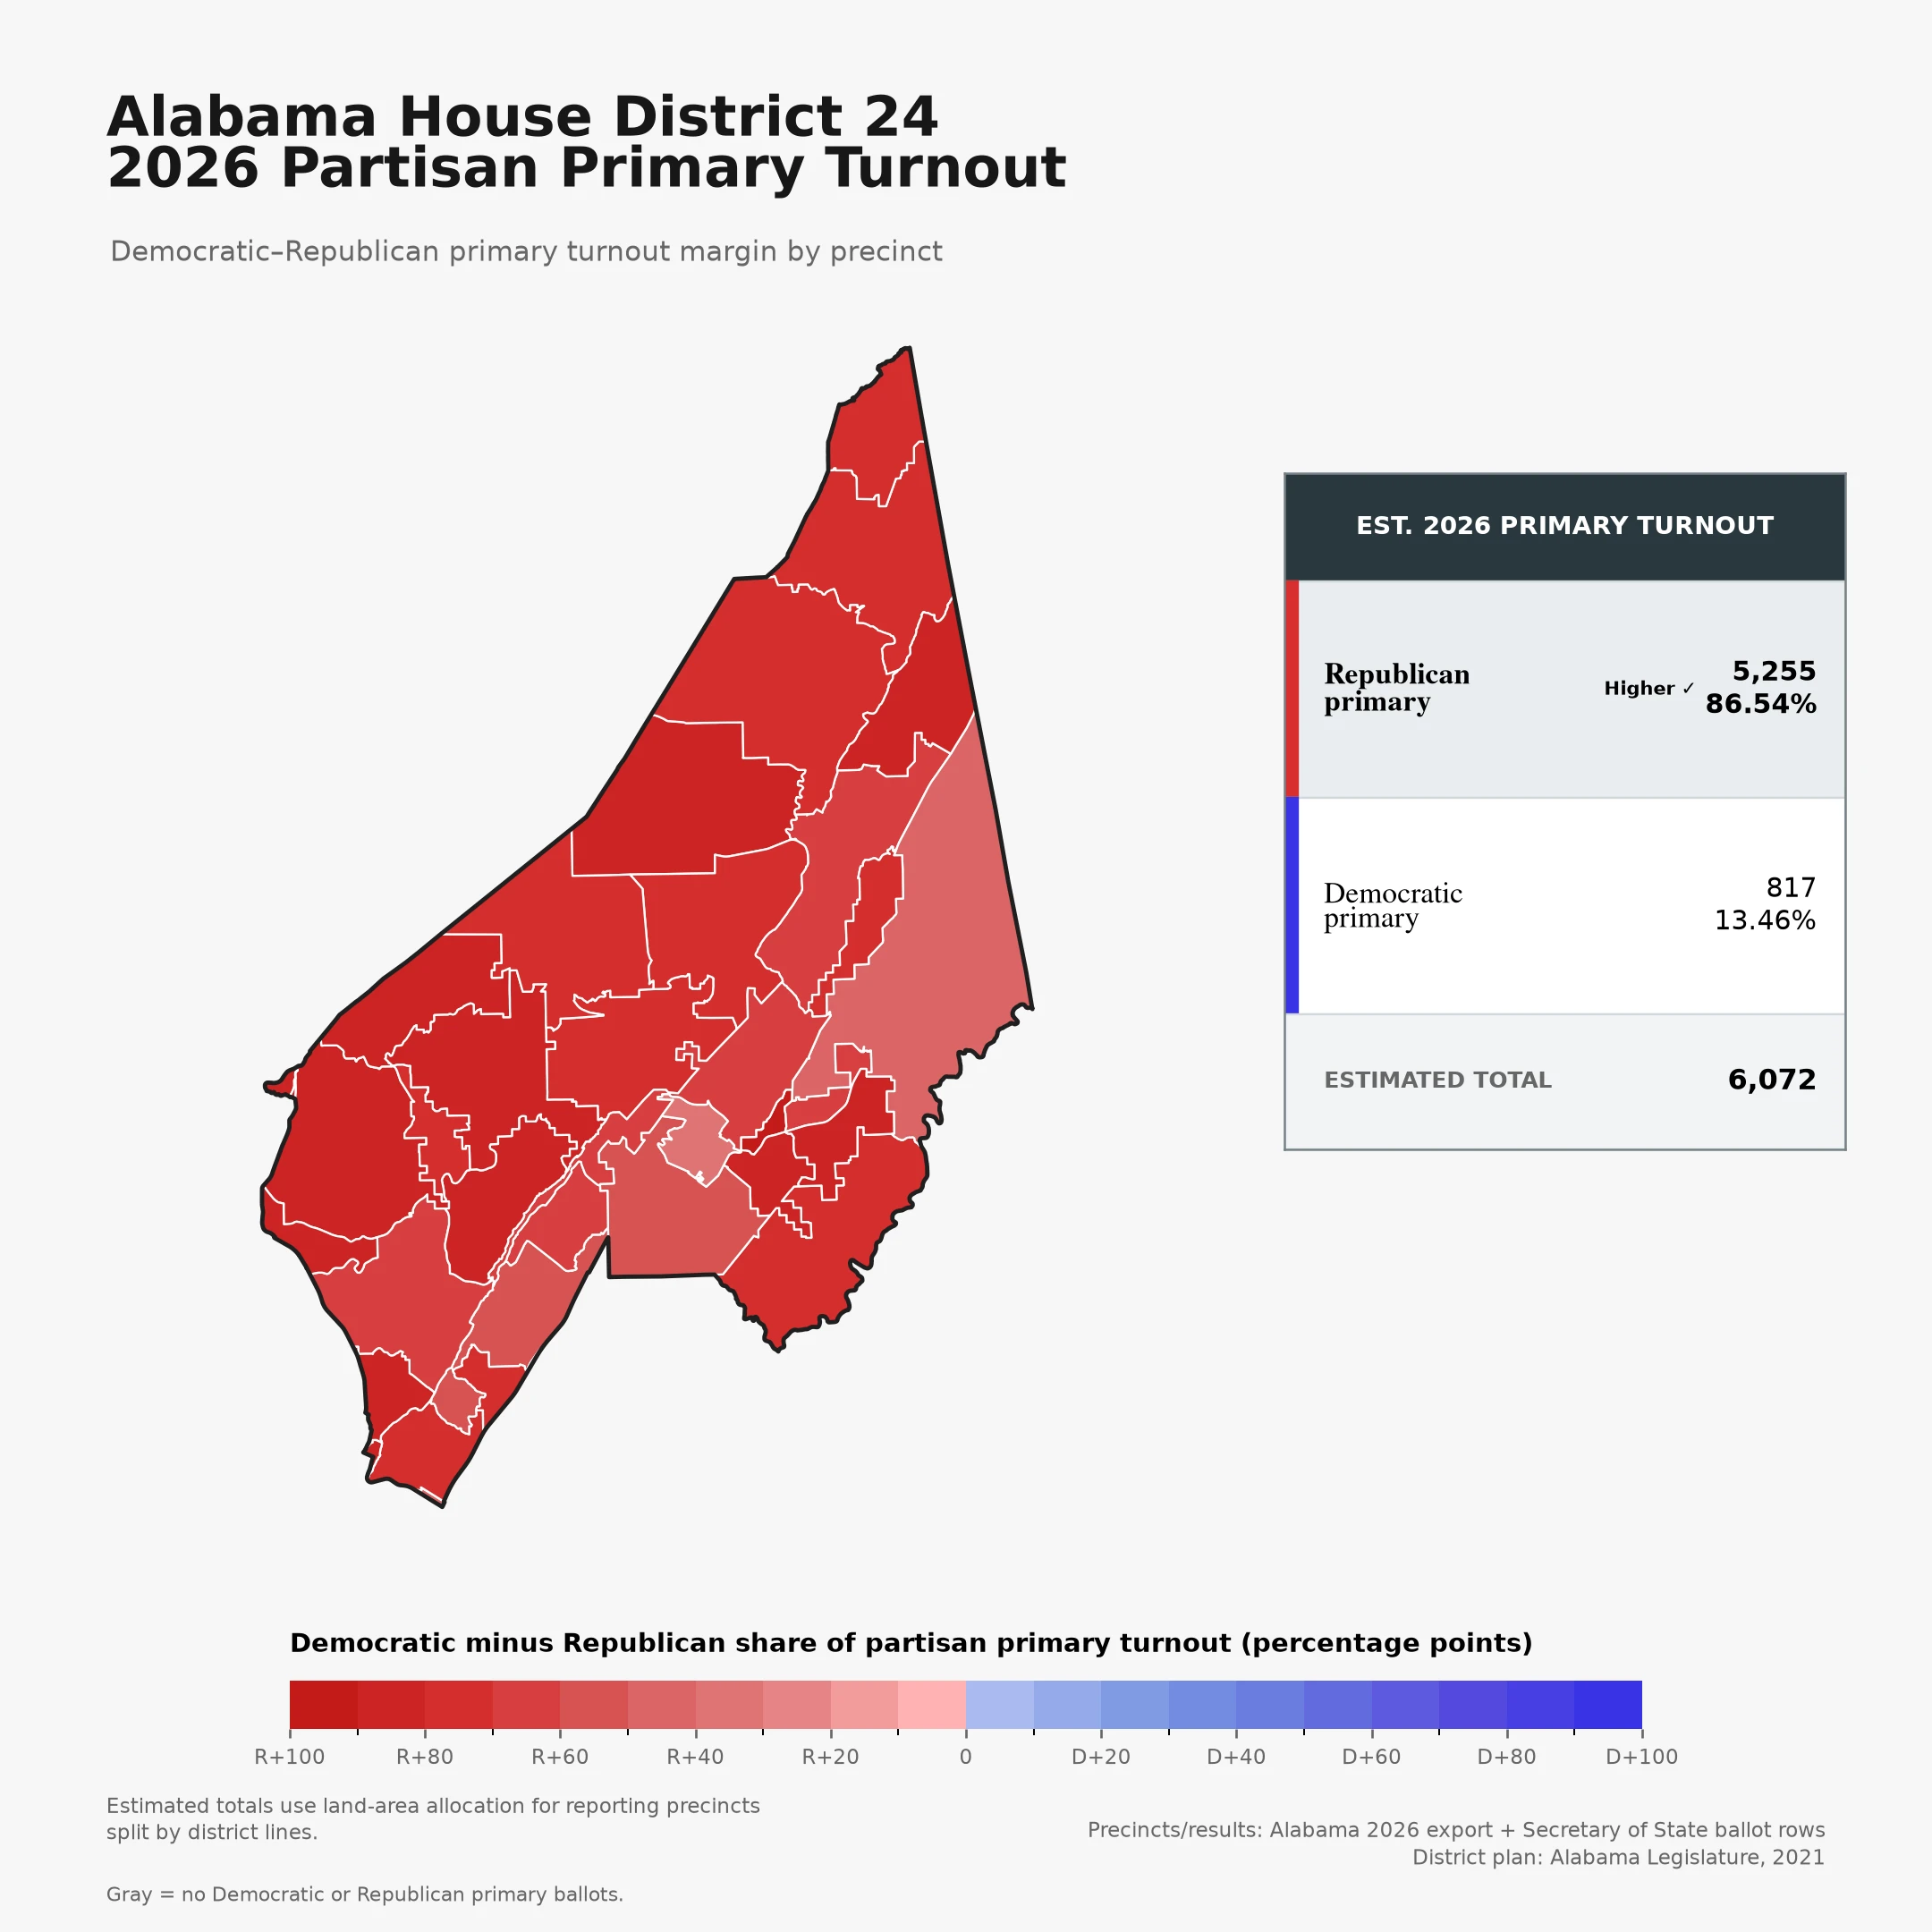 Alabama House District 24
2026 Partisan Primary Turnout
Democratic–Republican primary turnout margin by precinct
EST. 2026 PRIMARY TURNOUT
Republican
primary
Higher ✓
5,255
86.54%
Democratic
primary
817
13.46%
ESTIMATED TOTAL
6,072
Democratic minus Republican share of partisan primary turnout (percentage points)
R+100 R+80 R+60 R+40 R+20 0 D+20 D+40 D+60 D+80 D+100
Estimated totals use land-area allocation for reporting precincts
split by district lines.
Precincts/results: Alabama 2026 export + Secretary of State ballot rows
District plan: Alabama Legislature, 2021
Gray = no Democratic or Republican primary ballots.